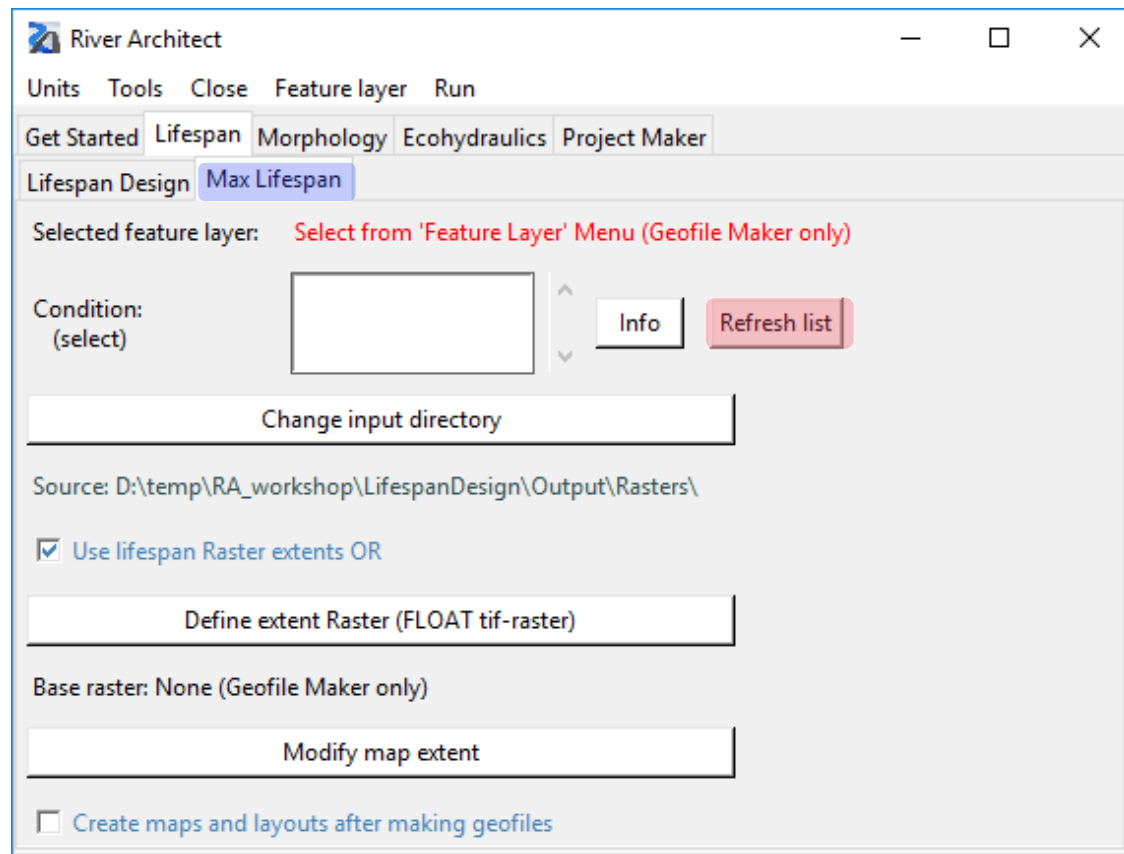 River Architect
Units Tools Close Feature layer Run
Get Started Lifespan Morphology Ecohydraulics Project Maker
Lifespan Design Max Lifespan
Selected feature layer: Select from 'Feature Layer' Menu (Geofile Maker only)
Condition:
(select)
Info Refresh list
Change input directory
Source: D:\temp\RA_workshop\LifespanDesign\Output\Rasters\
Use lifespan Raster extents OR
Define extent Raster (FLOAT tif-raster)
Base raster: None (Geofile Maker only)
Modify map extent
Create maps and layouts after making geofiles